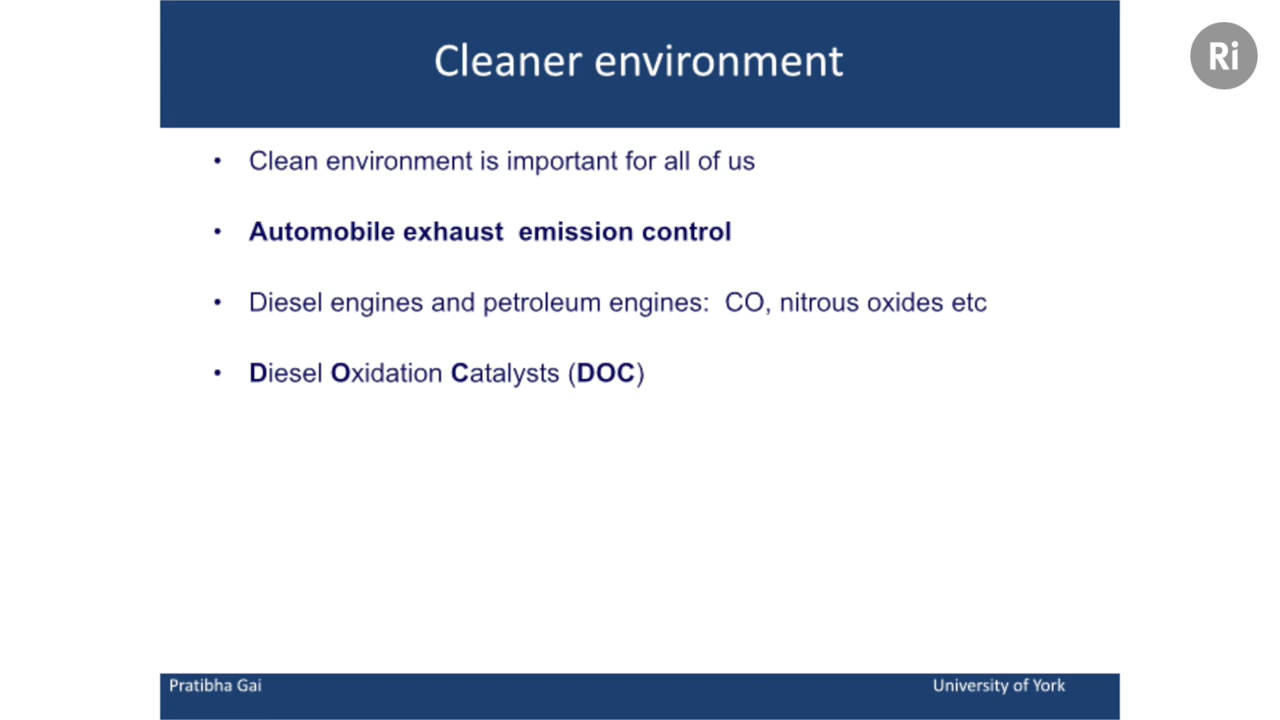 Cleaner environment
Ri
• Clean environment is important for all of us
• Automobile exhaust  emission control
• Diesel engines and petroleum engines:  CO, nitrous oxides etc
• Diesel Oxidation Catalysts (DOC)
Pratibha Gai
University of York